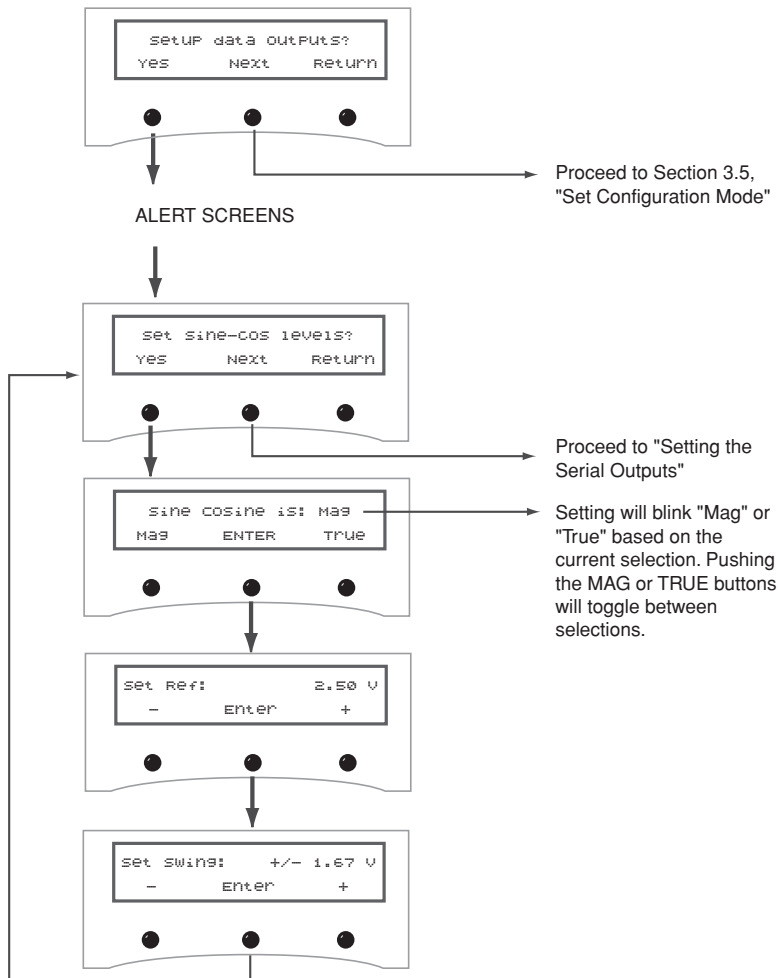 Setup data outputs?
Yes Next Return
Proceed to Section 3.5,
"Set Configuration Mode"
ALERT SCREENS
Set Sine-cos levels?
Yes Next Return
Proceed to "Setting the
Serial Outputs"
Sine Cosine is: Mag
Mag ENTER True
Setting will blink "Mag" or
"True" based on the
current selection. Pushing
the MAG or TRUE buttons
will toggle between
selections.
Set Ref: 2.50 V
- Enter +
Set Swing: +/- 1.67 V
- Enter +